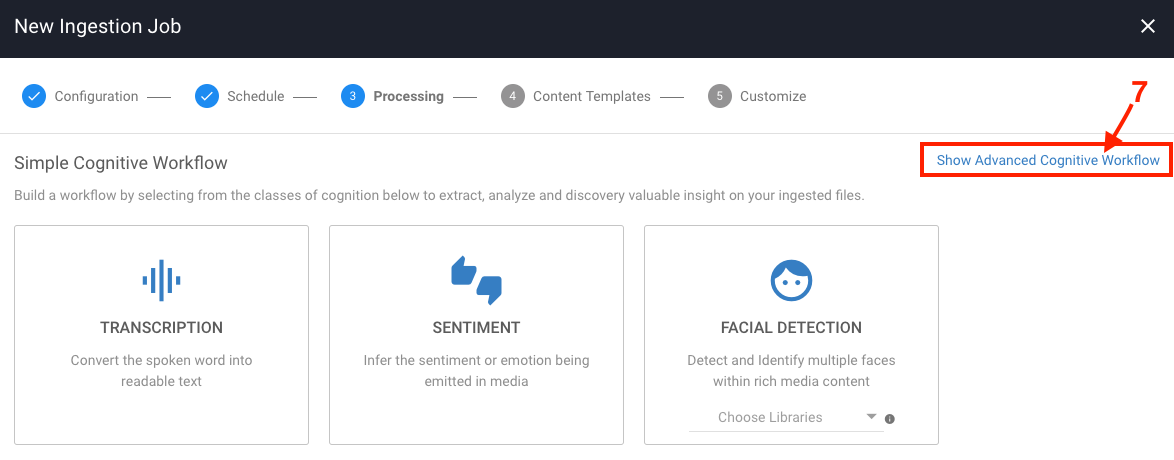 New Ingestion Job
Configuration
Schedule
3 Processing
4 Content Templates
5 Customize
7
Simple Cognitive Workflow
Show Advanced Cognitive Workflow
Build a workflow by selecting from the classes of cognition below to extract, analyze and discover valuable insight on your ingested files.
TRANSCRIPTION
Convert the spoken word into
readable text
SENTIMENT
Infer the sentiment or emotion being
emitted in media
FACIAL DETECTION
Detect and Identify multiple faces
within rich media content
Choose Libraries